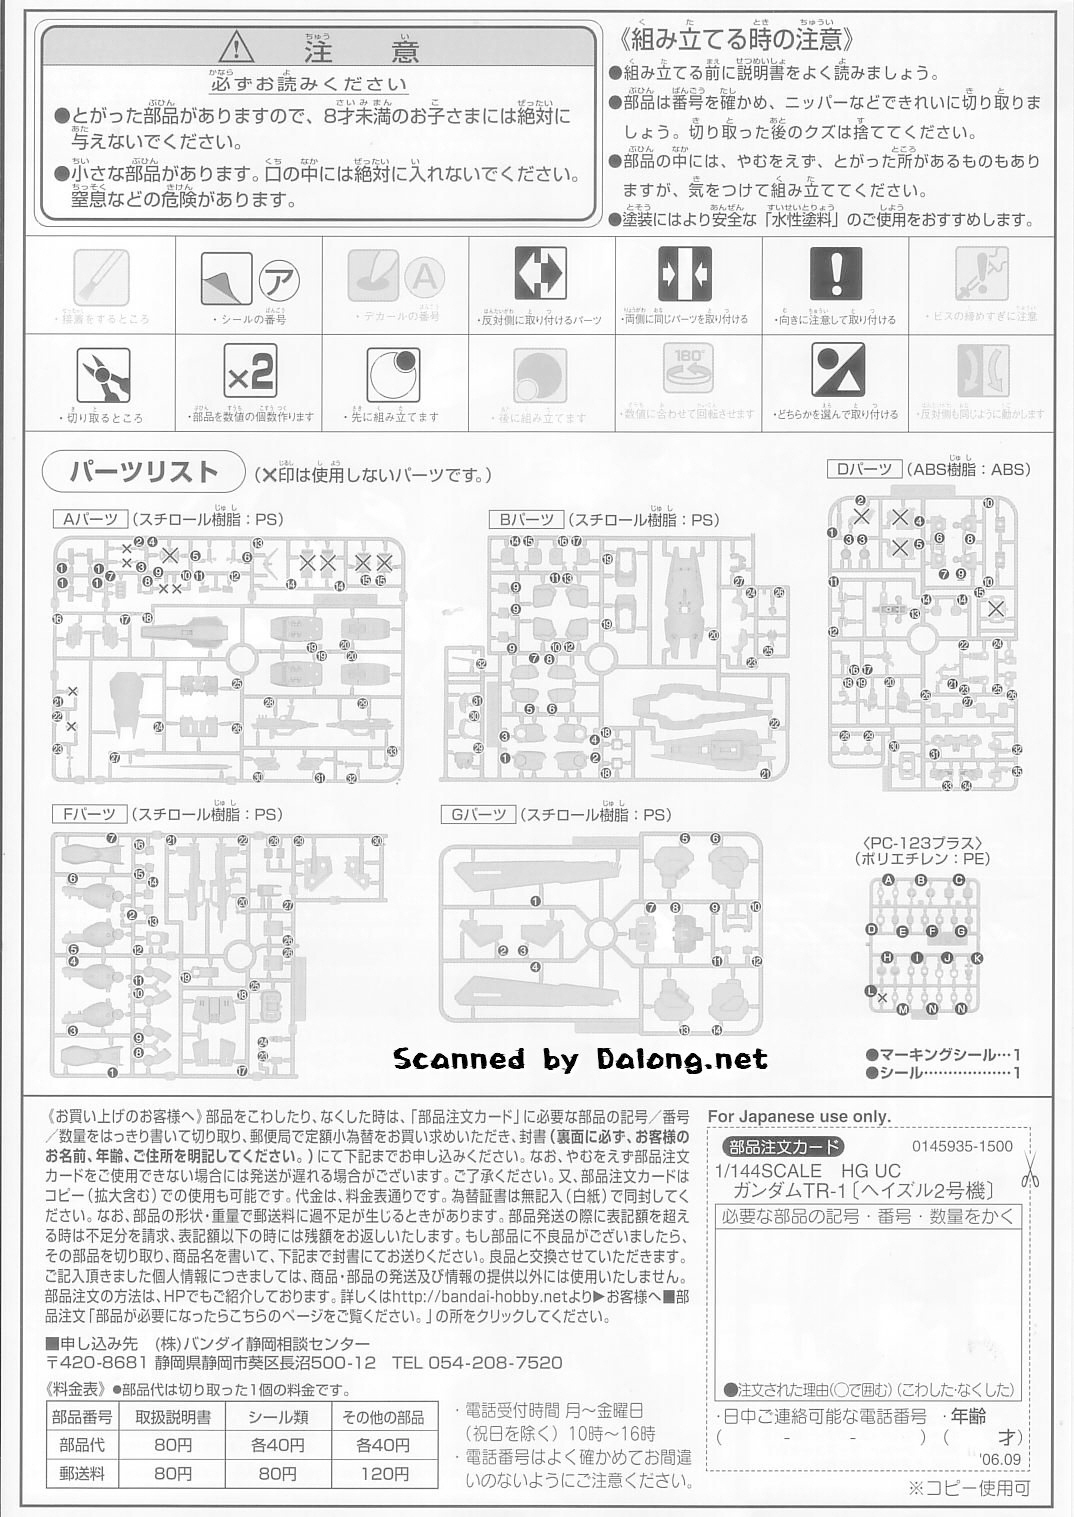 注意
必ずお読みください
●とがった部品がありますので、8才未満のお子さまには絶対に
与えないでください。
●小さな部品があります。口の中には絶対に入れないでください。
窒息などの危険があります。
《組み立てる時の注意》
●組み立てる前に説明書をよく読みましょう。
●部品は番号を確かめ、ニッパーなどできれいに切り取りま
しょう。切り取った後のクズは捨ててください。
●部品の中には、やむをえず、とがった所があるものもあり
ますが、気をつけて組み立ててください。
●塗装にはより安全な「水性塗料」のご使用をおすすめします。
・接着をするところ
ア
・シールの番号
A
・デカールの番号
・反対側に取り付けるパーツ
・両側に同じパーツを取り付ける
・向きに注意して取り付ける
・ビスの締めすぎに注意
・切り取るところ
×2
・部品を数値の個数作ります
・先に組み立てます
・後に組み立てます
180°
・数値に合わせて回転させます
・どちらかを選んで取り付ける
・反対側も同じように動かします
パーツリスト (×印は使用しないパーツです。)
Aパーツ (スチロール樹脂：PS)
Bパーツ (スチロール樹脂：PS)
Dパーツ (ABS樹脂：ABS)
Fパーツ (スチロール樹脂：PS)
Gパーツ (スチロール樹脂：PS)
〈PC-123プラス〉
(ポリエチレン：PE)
Scanned by Dalong.net
●マーキングシール…1
●シール………………1
《お買い上げのお客様へ》部品をこわしたり、なくした時は、「部品注文カード」に必要な部品の記号／番号
／数量をはっきり書いて切り取り、郵便局で定額小為替をお買い求めいただき、封書(裏面に必ず、お客様の
お名前、年齢、ご住所を明記してください。)にて下記までお申し込みください。なお、やむをえず部品注文
カードをご使用できない場合には発送が遅れる場合がございます。ご了承ください。又、部品注文カードは
コピー(拡大含む)での使用も可能です。代金は、料金表通りです。為替証書は無記入(白紙)で同封してく
ださい。なお、部品の形状・重量で郵送料に過不足が生じるときがあります。部品発送の際に表記額を超え
る時は不足分を請求、表記額以下の時には残額をお返しいたします。もし部品に不良品がございましたら、
その部品を切り取り、商品名を書いて、下記まで封書にてお送りください。良品と交換させていただきます。
ご記入頂きました個人情報につきましては、商品・部品の発送及び情報の提供以外には使用いたしません。
部品注文の方法は、HPでもご紹介しております。詳しくはhttp://bandai-hobby.netより▶お客様へ■部
品注文「部品が必要になったらこちらのページをご覧ください。」の所をクリックしてください。
■申し込み先　(株)バンダイ静岡相談センター
〒420-8681 静岡県静岡市葵区長沼500-12　TEL 054-208-7520
《料金表》●部品代は切り取った1個の料金です。
部品番号 取扱説明書 シール類 その他の部品
部品代 80円 各40円 各40円
郵送料 80円 80円 120円
・電話受付時間 月〜金曜日
(祝日を除く) 10時〜16時
・電話番号はよく確かめてお間違
いのないようにご注意ください。
For Japanese use only.
部品注文カード 0145935-1500
1/144SCALE HG UC
ガンダムTR-1〔ヘイズル2号機〕
必要な部品の記号・番号・数量をかく
●注文された理由(○で囲む)(こわした・なくした)
・日中ご連絡可能な電話番号 ・年齢
(　-　-　) (　才)
'06.09
※コピー使用可